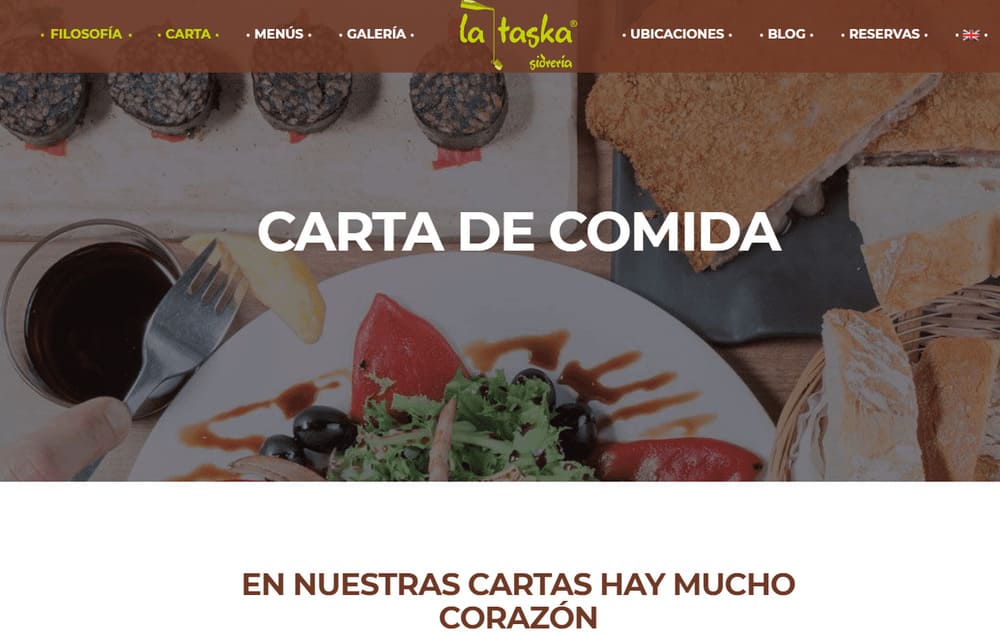 • FILOSOFÍA • • CARTA • • MENÚS • • GALERÍA • la taska® • UBICACIONES • • BLOG • • RESERVAS •
sidrería
CARTA DE COMIDA
EN NUESTRAS CARTAS HAY MUCHO
CORAZÓN